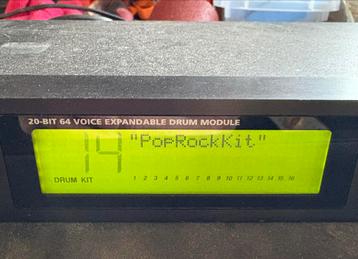 20-BIT 64 VOICE EXPANDABLE DRUM MODULE
19 "PopRockKit"
DRUM KIT 1 2 3 4 5 6 7 8 9 10 11 12 13 14 15 16